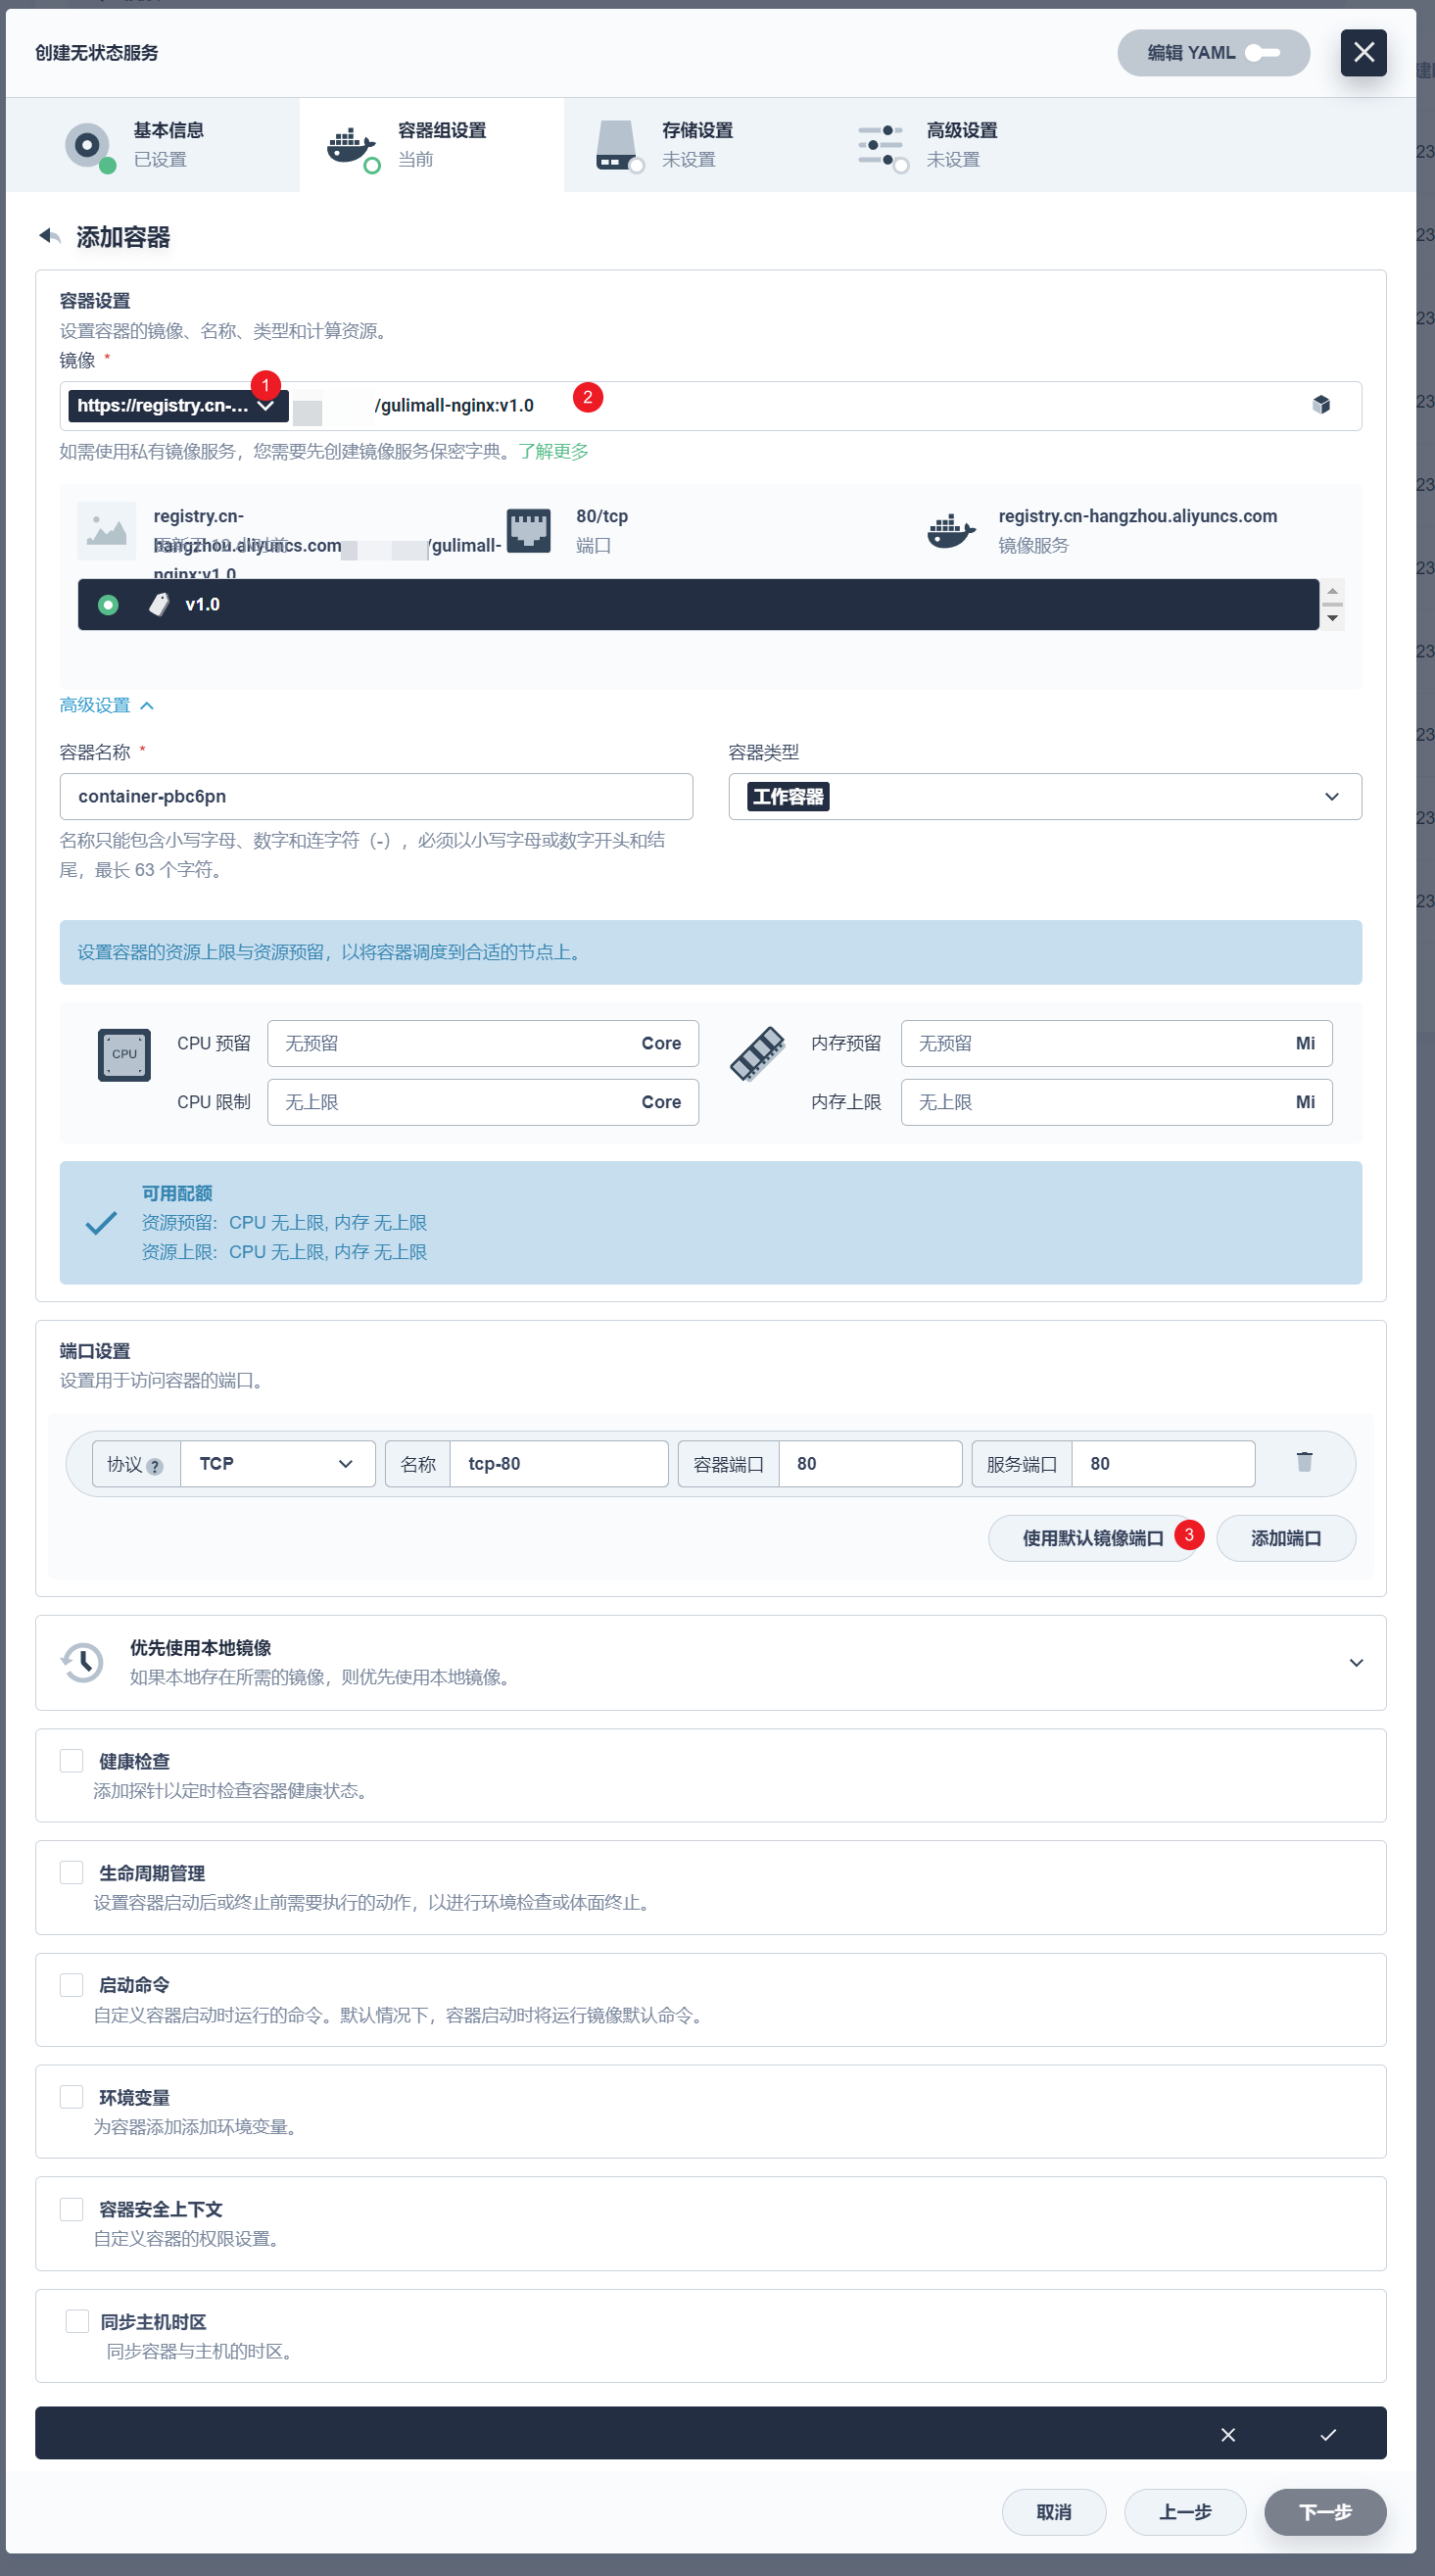 创建无状态服务
编辑 YAML
基本信息
已设置
容器组设置
当前
存储设置
未设置
高级设置
未设置
添加容器
容器设置
设置容器的镜像、名称、类型和计算资源。
镜像 *
https://registry.cn-...
1
/gulimall-nginx:v1.0
2
如需使用私有镜像服务，您需要先创建镜像服务保密字典。了解更多
registry.cn-
hangzhou.aliyuncs.com
/gulimall-
nginx:v1.0
80/tcp
端口
registry.cn-hangzhou.aliyuncs.com
镜像服务
v1.0
高级设置
容器名称 *
container-pbc6pn
名称只能包含小写字母、数字和连字符（-），必须以小写字母或数字开头和结
尾，最长 63 个字符。
容器类型
工作容器
设置容器的资源上限与资源预留，以将容器调度到合适的节点上。
CPU
CPU 预留
无预留
Core
内存预留
无预留
Mi
CPU 限制
无上限
Core
内存上限
无上限
Mi
可用配额
资源预留：CPU 无上限, 内存 无上限
资源上限：CPU 无上限, 内存 无上限
端口设置
设置用于访问容器的端口。
协议 ?
TCP
名称
tcp-80
容器端口
80
服务端口
80
使用默认镜像端口
3
添加端口
优先使用本地镜像
如果本地存在所需的镜像，则优先使用本地镜像。
健康检查
添加探针以定时检查容器健康状态。
生命周期管理
设置容器启动后或终止前需要执行的动作，以进行环境检查或体面终止。
启动命令
自定义容器启动时运行的命令。默认情况下，容器启动时将运行镜像默认命令。
环境变量
为容器添加添加环境变量。
容器安全上下文
自定义容器的权限设置。
同步主机时区
同步容器与主机的时区。
取消
上一步
下一步